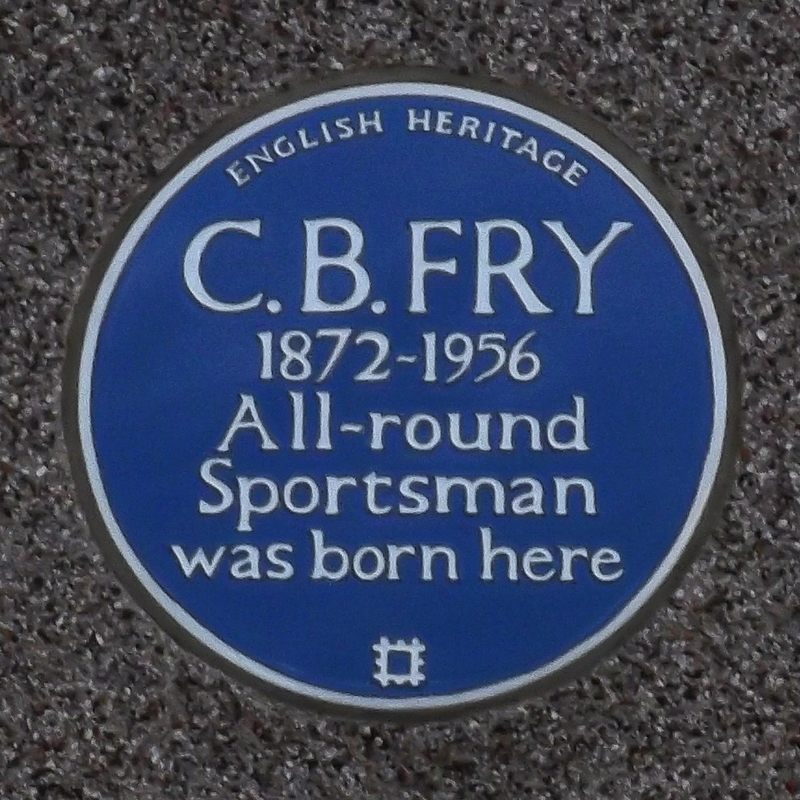 ENGLISH HERITAGE
C.B. FRY
1872-1956
All-round
Sportsman
was born here